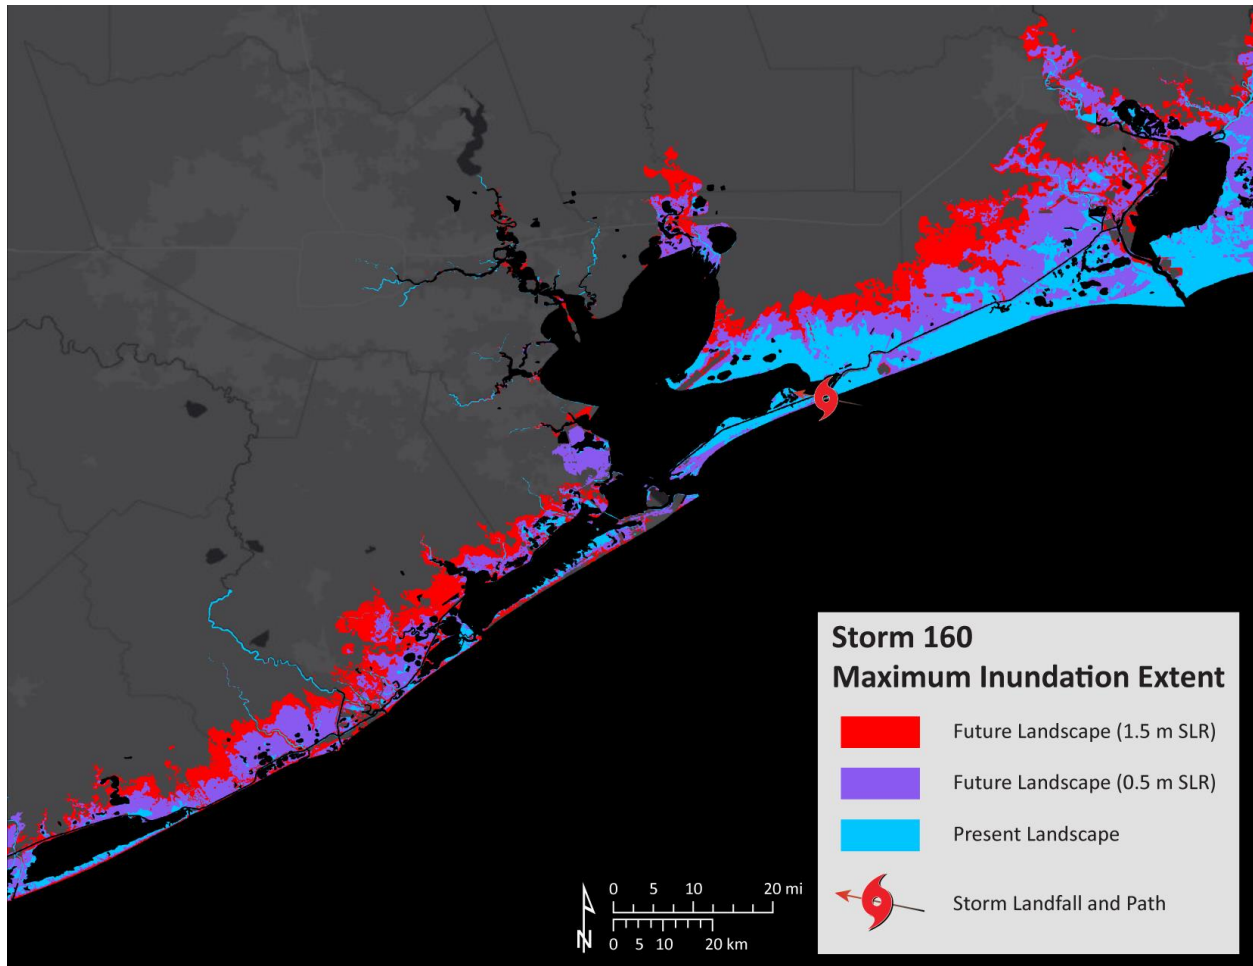 Storm 160
Maximum Inundation Extent
Future Landscape (1.5 m SLR)
Future Landscape (0.5 m SLR)
Present Landscape
Storm Landfall and Path
0 5 10 20 mi
N
0 5 10 20 km